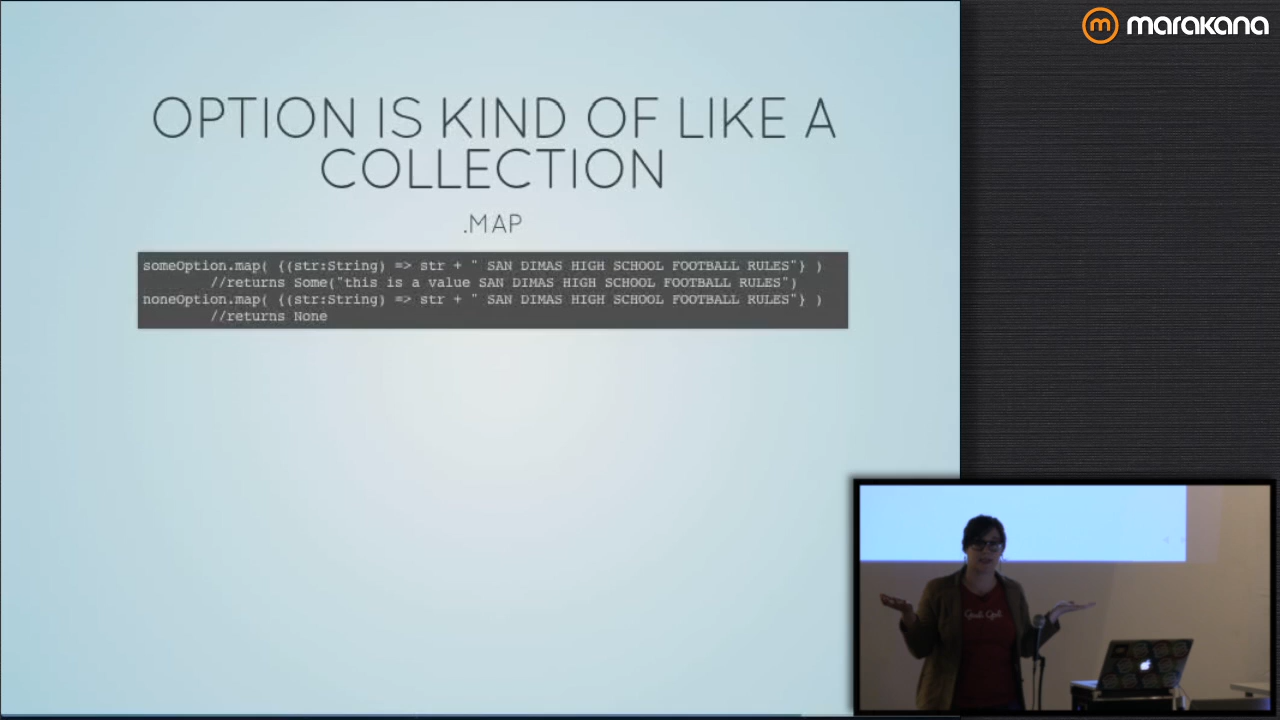 marakana
OPTION IS KIND OF LIKE A
COLLECTION
.MAP
someOption.map( {(str:String) => str + " SAN DIMAS HIGH SCHOOL FOOTBALL RULES"} )
//returns Some("this is a value SAN DIMAS HIGH SCHOOL FOOTBALL RULES")
noneOption.map( {(str:String) => str + " SAN DIMAS HIGH SCHOOL FOOTBALL RULES"} )
//returns None